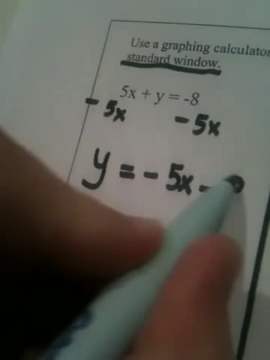 Use a graphing calculator
standard window.
5x + y = -8
- 5x - 5x
y = - 5x -